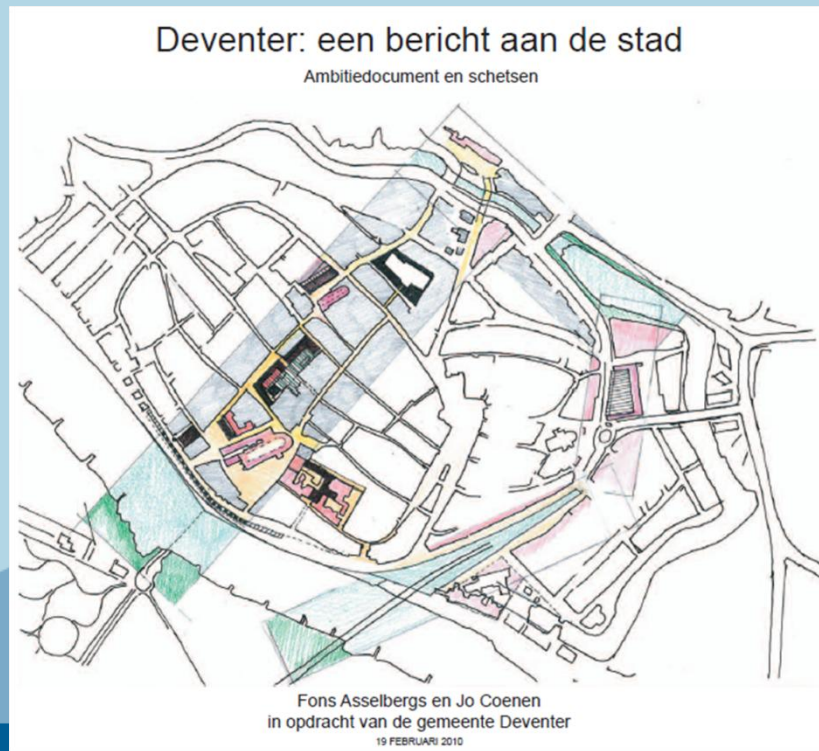 Deventer: een bericht aan de stad
Ambitiedocument en schetsen
Fons Asselbergs en Jo Coenen
in opdracht van de gemeente Deventer
19 FEBRUARI 2010